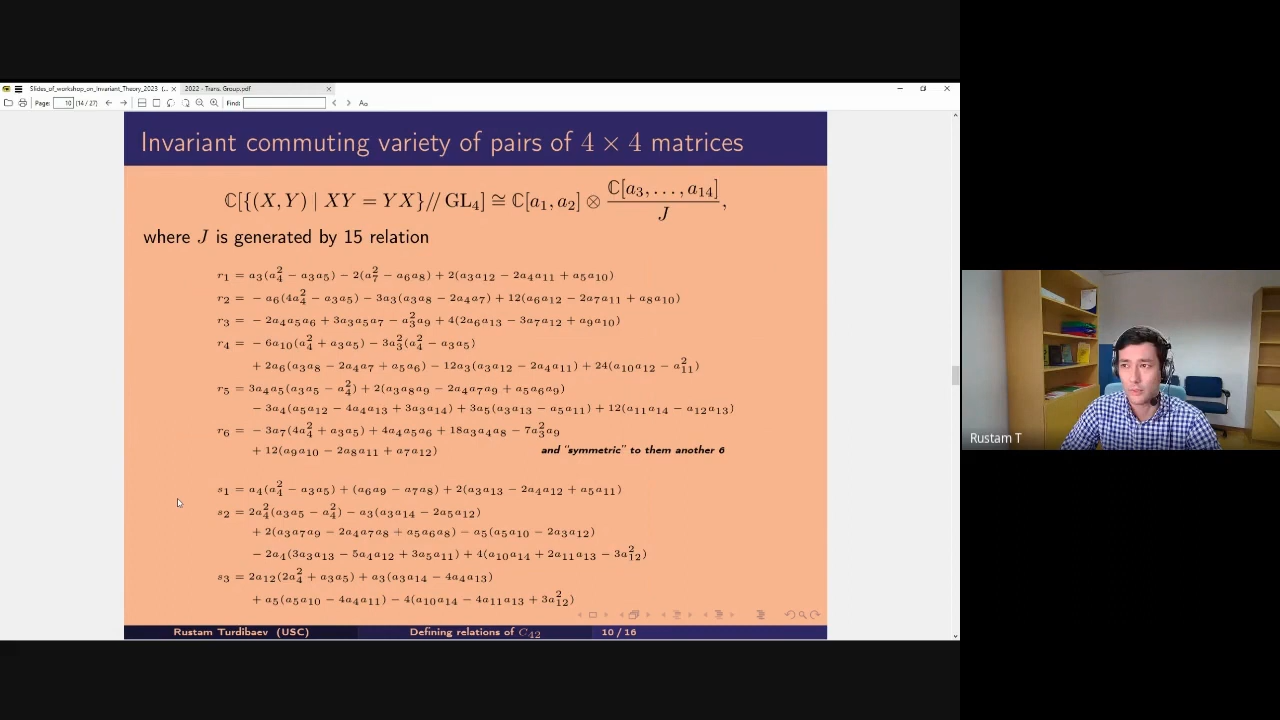 Slides_of_workshop_on_Invariant_Theory_2023 (... × 2022 - Trans. Group.pdf ×
Page: 10 (14 / 27) Find: Aa
Invariant commuting variety of pairs of 4 × 4 matrices
ℂ[{(X, Y) | XY = YX}// GL₄] ≅ ℂ[a₁, a₂] ⊗ ℂ[a₃, …, a₁₄] / J,
where J is generated by 15 relation
r₁ = a₃(a₄² − a₃a₅) − 2(a₇² − a₆a₈) + 2(a₃a₁₂ − 2a₄a₁₁ + a₅a₁₀)
r₂ = − a₆(4a₄² − a₃a₅) − 3a₃(a₃a₈ − 2a₄a₇) + 12(a₆a₁₂ − 2a₇a₁₁ + a₈a₁₀)
r₃ = − 2a₄a₅a₆ + 3a₃a₅a₇ − a₃²a₉ + 4(2a₆a₁₃ − 3a₇a₁₂ + a₉a₁₀)
r₄ = − 6a₁₀(a₄² + a₃a₅) − 3a₃²(a₄² − a₃a₅)
+ 2a₆(a₃a₈ − 2a₄a₇ + a₅a₆) − 12a₃(a₃a₁₂ − 2a₄a₁₁) + 24(a₁₀a₁₂ − a₁₁²)
r₅ = 3a₄a₅(a₃a₅ − a₄²) + 2(a₃a₈a₉ − 2a₄a₇a₉ + a₅a₆a₉)
− 3a₄(a₅a₁₂ − 4a₄a₁₃ + 3a₃a₁₄) + 3a₅(a₃a₁₃ − a₅a₁₁) + 12(a₁₁a₁₄ − a₁₂a₁₃)
r₆ = − 3a₇(4a₄² + a₃a₅) + 4a₄a₅a₆ + 18a₃a₄a₈ − 7a₃²a₉
+ 12(a₉a₁₀ − 2a₈a₁₁ + a₇a₁₂) and "symmetric" to them another 6
s₁ = a₄(a₄² − a₃a₅) + (a₆a₉ − a₇a₈) + 2(a₃a₁₃ − 2a₄a₁₂ + a₅a₁₁)
s₂ = 2a₄²(a₃a₅ − a₄²) − a₃(a₃a₁₄ − 2a₅a₁₂)
+ 2(a₃a₇a₉ − 2a₄a₇a₈ + a₅a₆a₈) − a₅(a₅a₁₀ − 2a₃a₁₂)
− 2a₄(3a₃a₁₃ − 5a₄a₁₂ + 3a₅a₁₁) + 4(a₁₀a₁₄ + 2a₁₁a₁₃ − 3a₁₂²)
s₃ = 2a₁₂(2a₄² + a₃a₅) + a₃(a₃a₁₄ − 4a₄a₁₃)
+ a₅(a₅a₁₀ − 4a₄a₁₁) − 4(a₁₀a₁₄ − 4a₁₁a₁₃ + 3a₁₂²)
Rustam Turdibaev (USC) Defining relations of C₄₂ 10 / 16
Rustam T